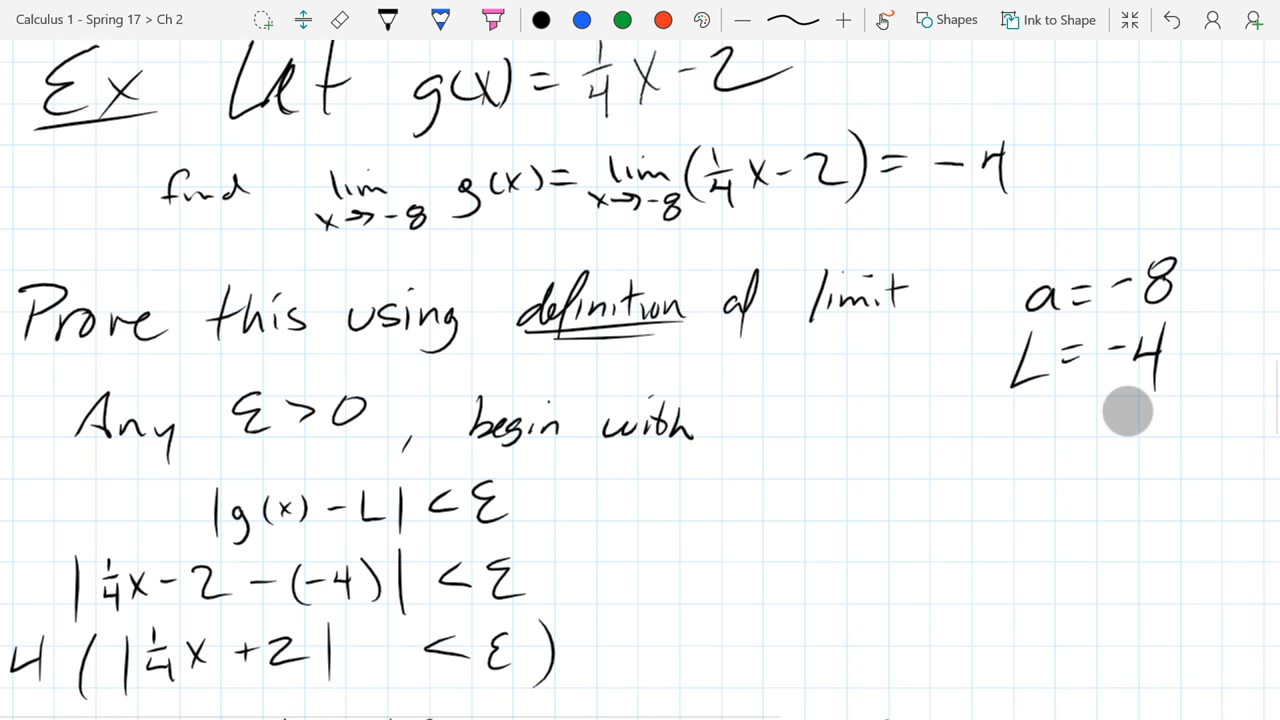 Calculus 1 - Spring 17 > Ch 2
Shapes
Ink to Shape
Ex Let g(x) = 1/4 x - 2
find lim x→-8 g(x) = lim x→-8 (1/4 x - 2) = -4
Prove this using definition of limit
a = -8
L = -4
Any ε > 0, begin with
|g(x) - L| < ε
|1/4 x - 2 - (-4)| < ε
4 ( |1/4 x + 2| < ε )